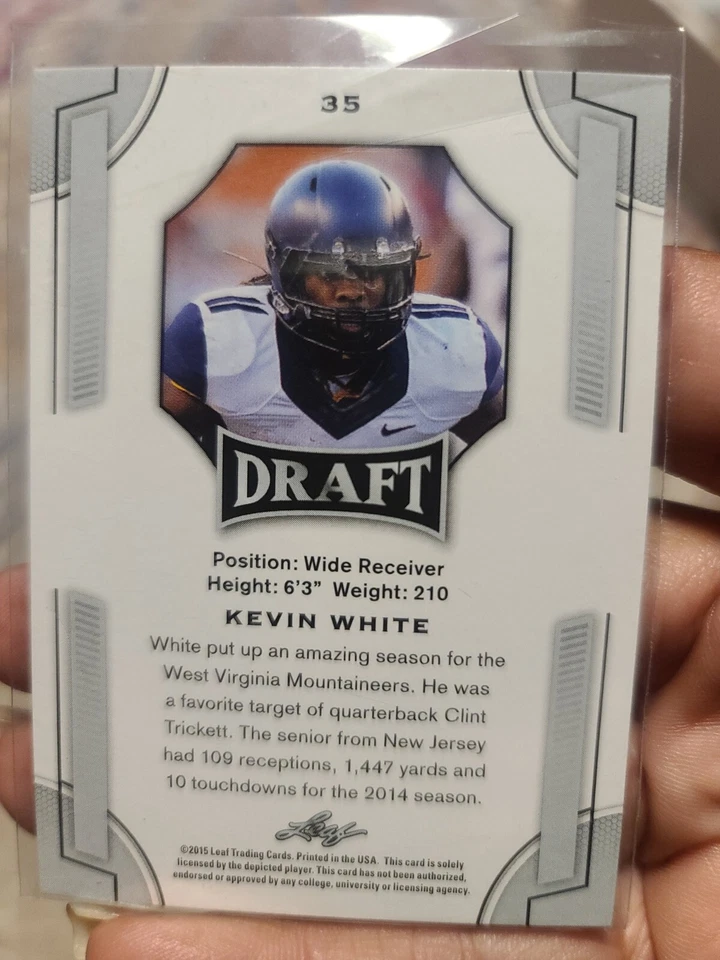 35
DRAFT
Position: Wide Receiver
Height: 6'3" Weight: 210
KEVIN WHITE
White put up an amazing season for the
West Virginia Mountaineers. He was
a favorite target of quarterback Clint
Trickett. The senior from New Jersey
had 109 receptions, 1,447 yards and
10 touchdowns for the 2014 season.
Leaf
©2015 Leaf Trading Cards. Printed in the USA. This card is solely
licensed by the depicted player. This card has not been authorized,
endorsed or approved by any college, university or licensing agency.